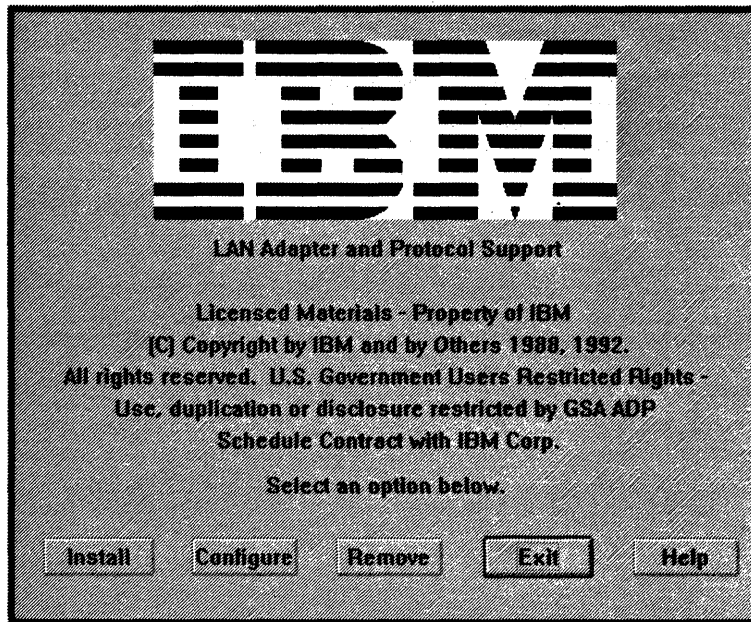 IBM
LAN Adapter and Protocol Support
Licensed Materials - Property of IBM
(C) Copyright by IBM and by Others 1988, 1992.
All rights reserved. U.S. Government Users Restricted Rights -
Use, duplication or disclosure restricted by GSA ADP
Schedule Contract with IBM Corp.
Select an option below.
Install Configure Remove Exit Help